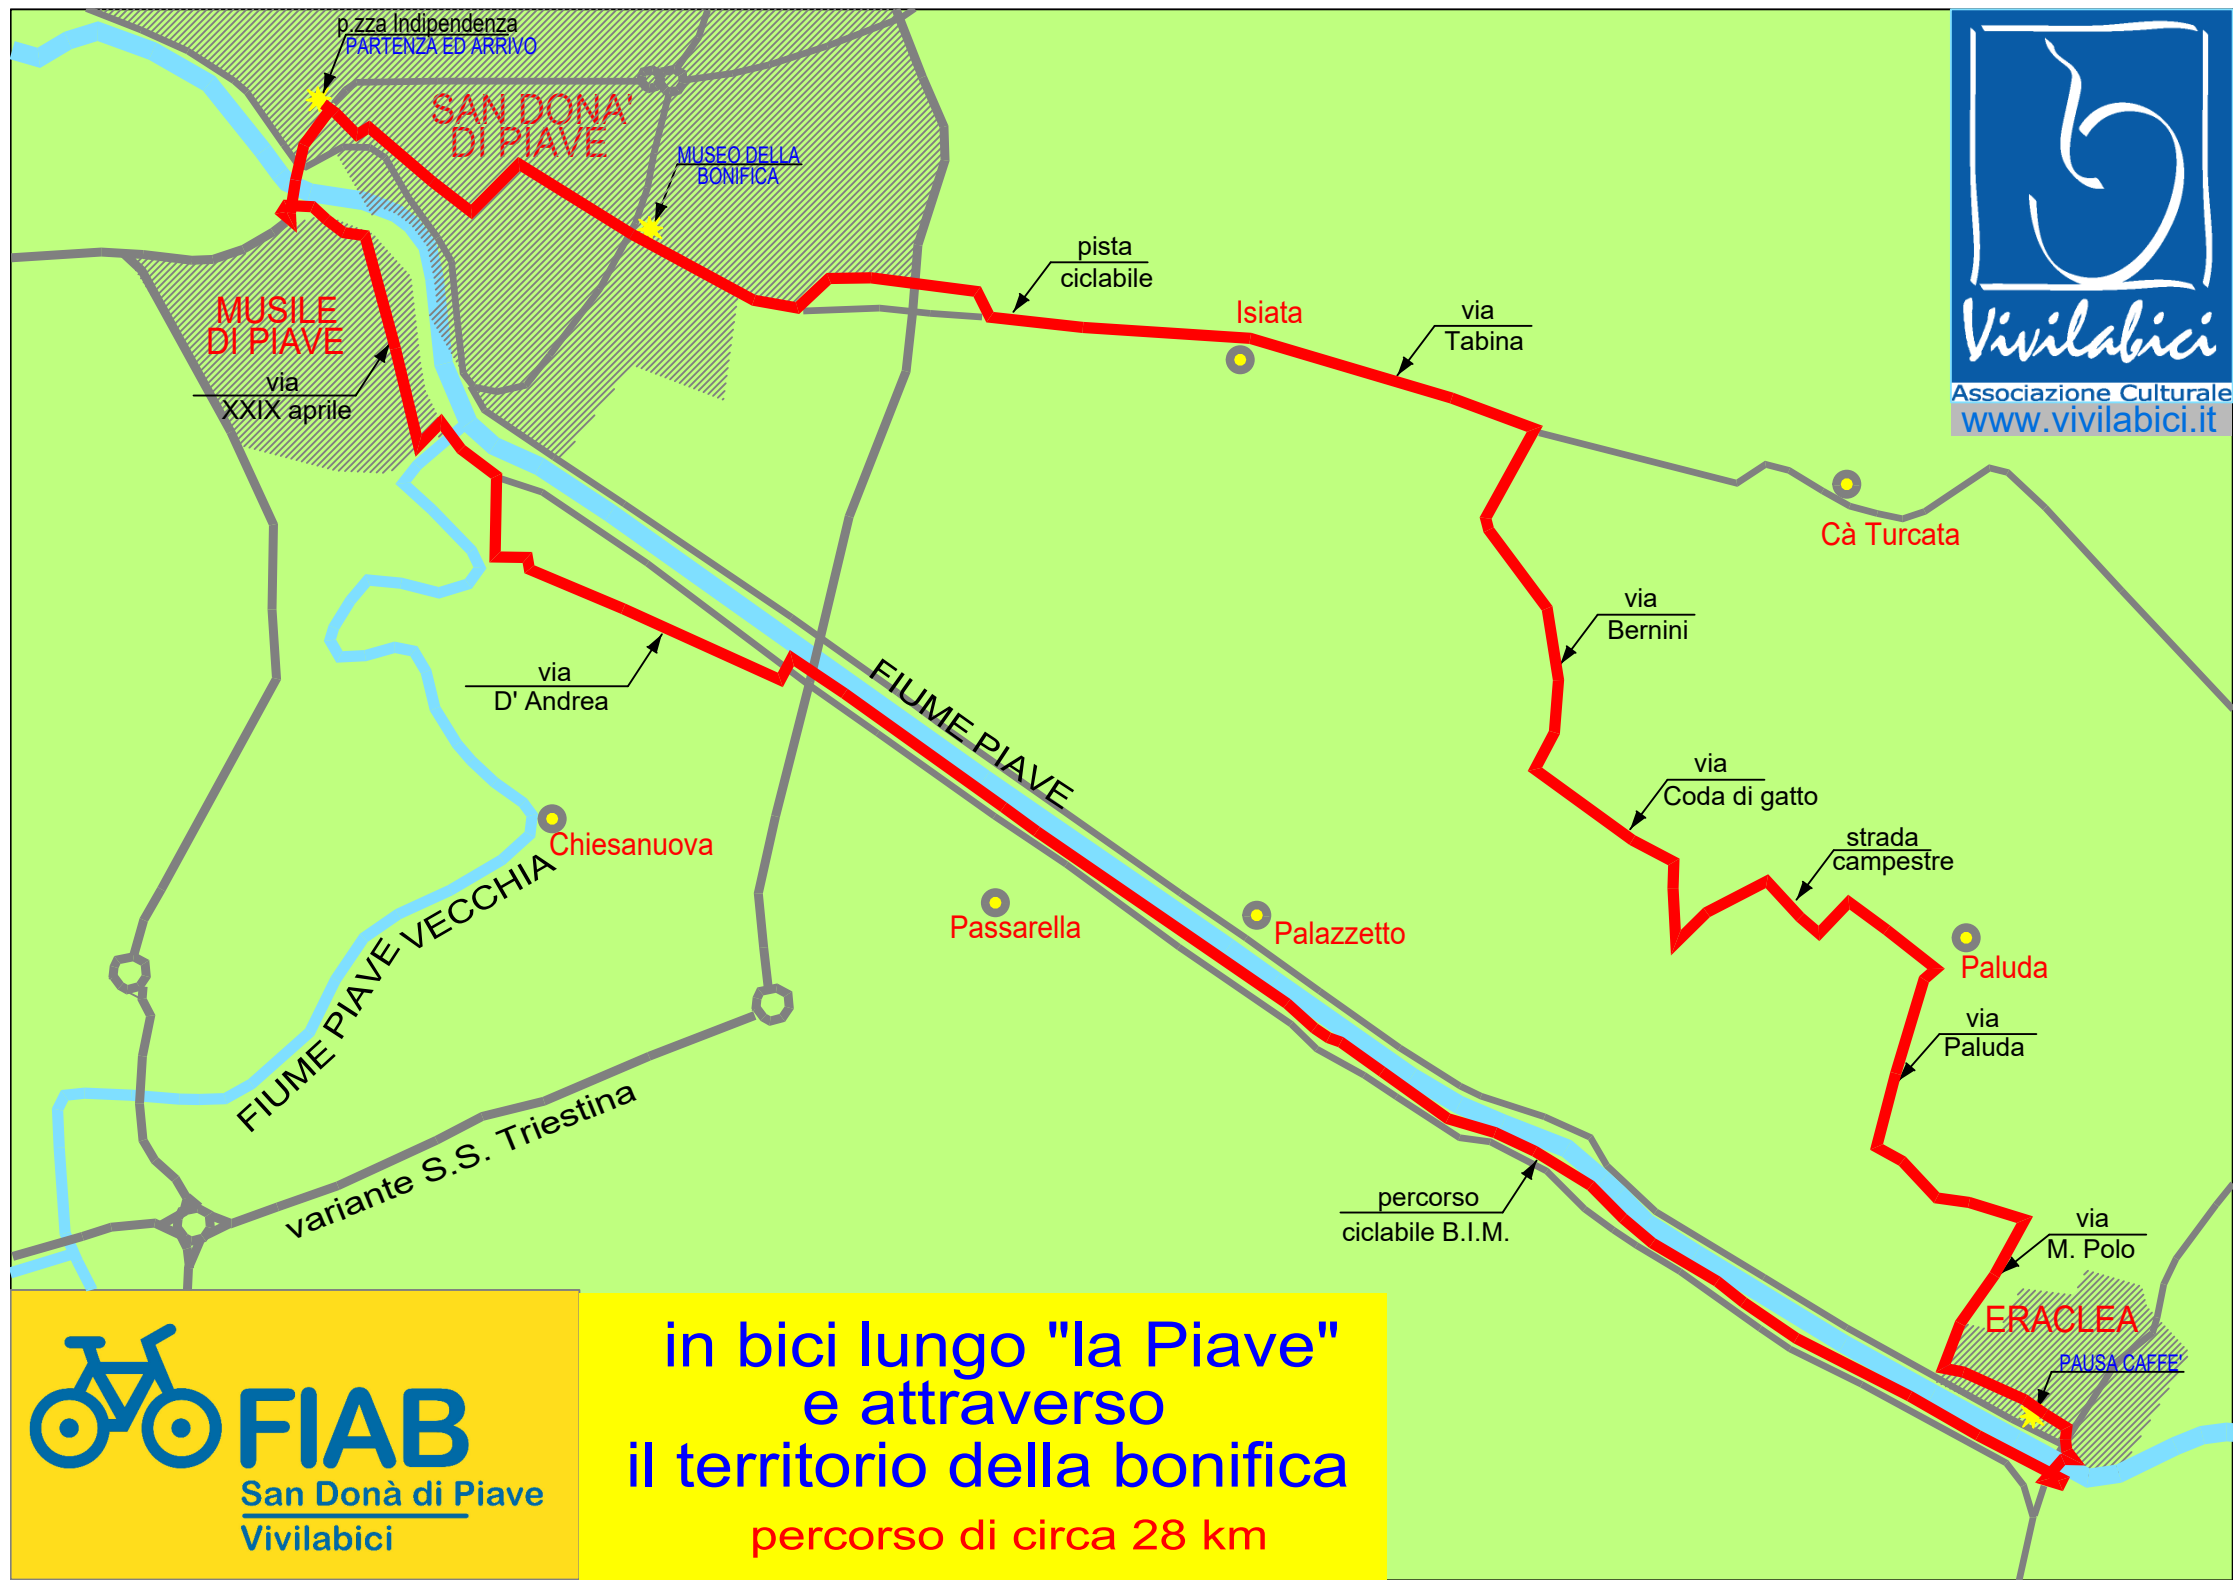 p.zza Indipendenza
PARTENZA ED ARRIVO
SAN DONA'
DI PIAVE
MUSEO DELLA
BONIFICA
MUSILE
DI PIAVE
via
XXIX aprile
pista
ciclabile
Isiata
via
Tabina
Vivilabici
Associazione Culturale
www.vivilabici.it
Cà Turcata
via
Bernini
via
D' Andrea
FIUME PIAVE
via
Coda di gatto
strada
campestre
Chiesanuova
Passarella
Palazzetto
Paluda
FIUME PIAVE VECCHIA
via
Paluda
variante S.S. Triestina
percorso
ciclabile B.I.M.
via
M. Polo
ERACLEA
PAUSA CAFFE'
FIAB
San Donà di Piave
Vivilabici
in bici lungo "la Piave"
e attraverso
il territorio della bonifica
percorso di circa 28 km